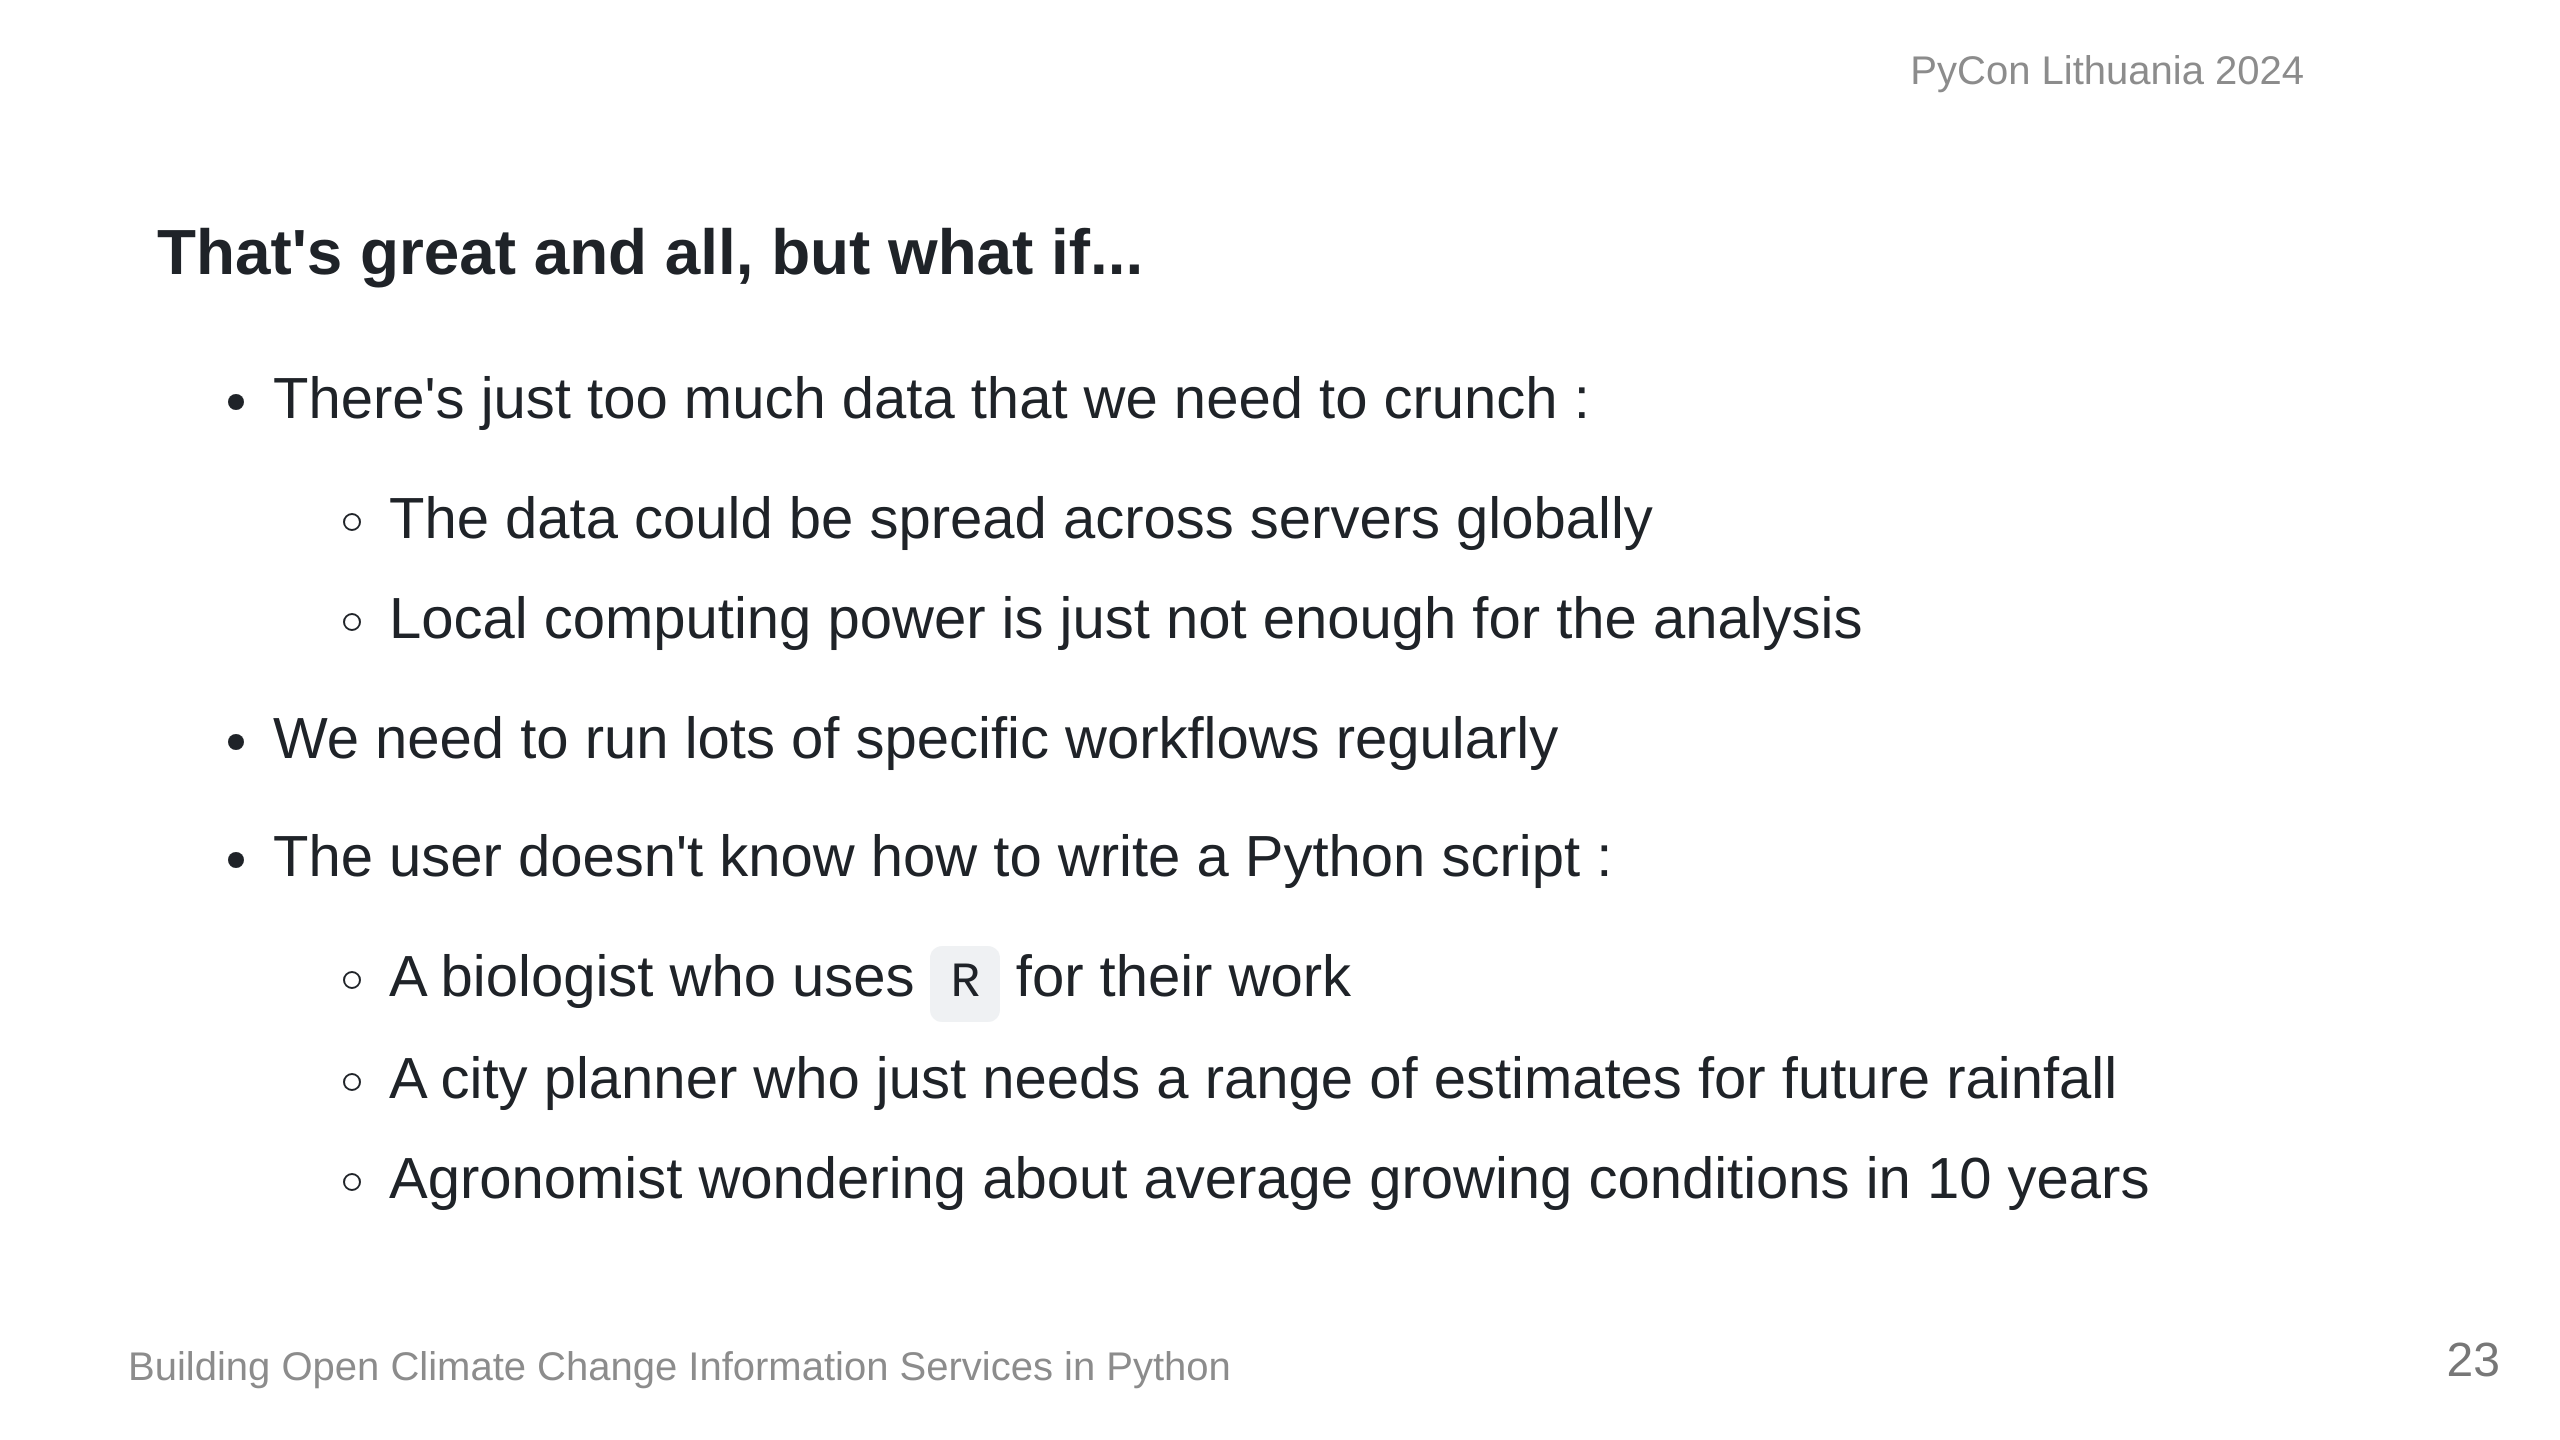 PyCon Lithuania 2024
That's great and all, but what if...
There's just too much data that we need to crunch :
The data could be spread across servers globally
Local computing power is just not enough for the analysis
We need to run lots of specific workflows regularly
The user doesn't know how to write a Python script :
A biologist who uses R for their work
A city planner who just needs a range of estimates for future rainfall
Agronomist wondering about average growing conditions in 10 years
Building Open Climate Change Information Services in Python
23